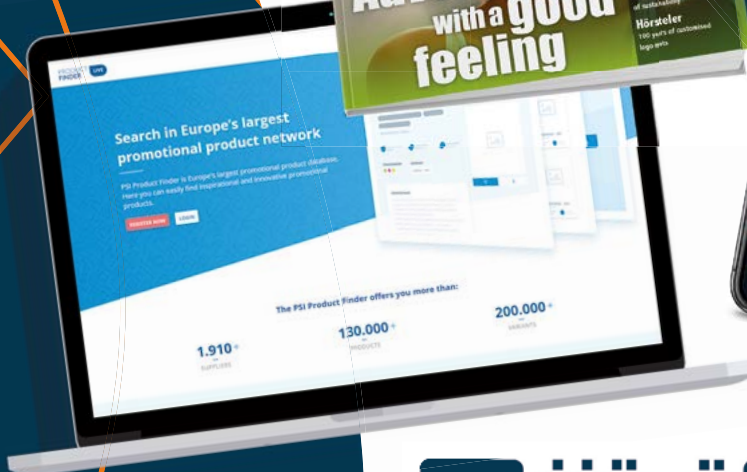 with a good
feeling
of sustainability
Hörsteler
100 years of customised
logo mats
PRODUCT
FINDER
LIVE
Search in Europe's largest
promotional product network
PSI Product Finder is Europe's largest promotional product database.
Here you can easily find inspirational and innovative promotional
products.
REGISTER NOW
LOGIN
The PSI Product Finder offers you more than:
1.910+
SUPPLIERS
130.000+
PRODUCTS
200.000+
VARIANTS